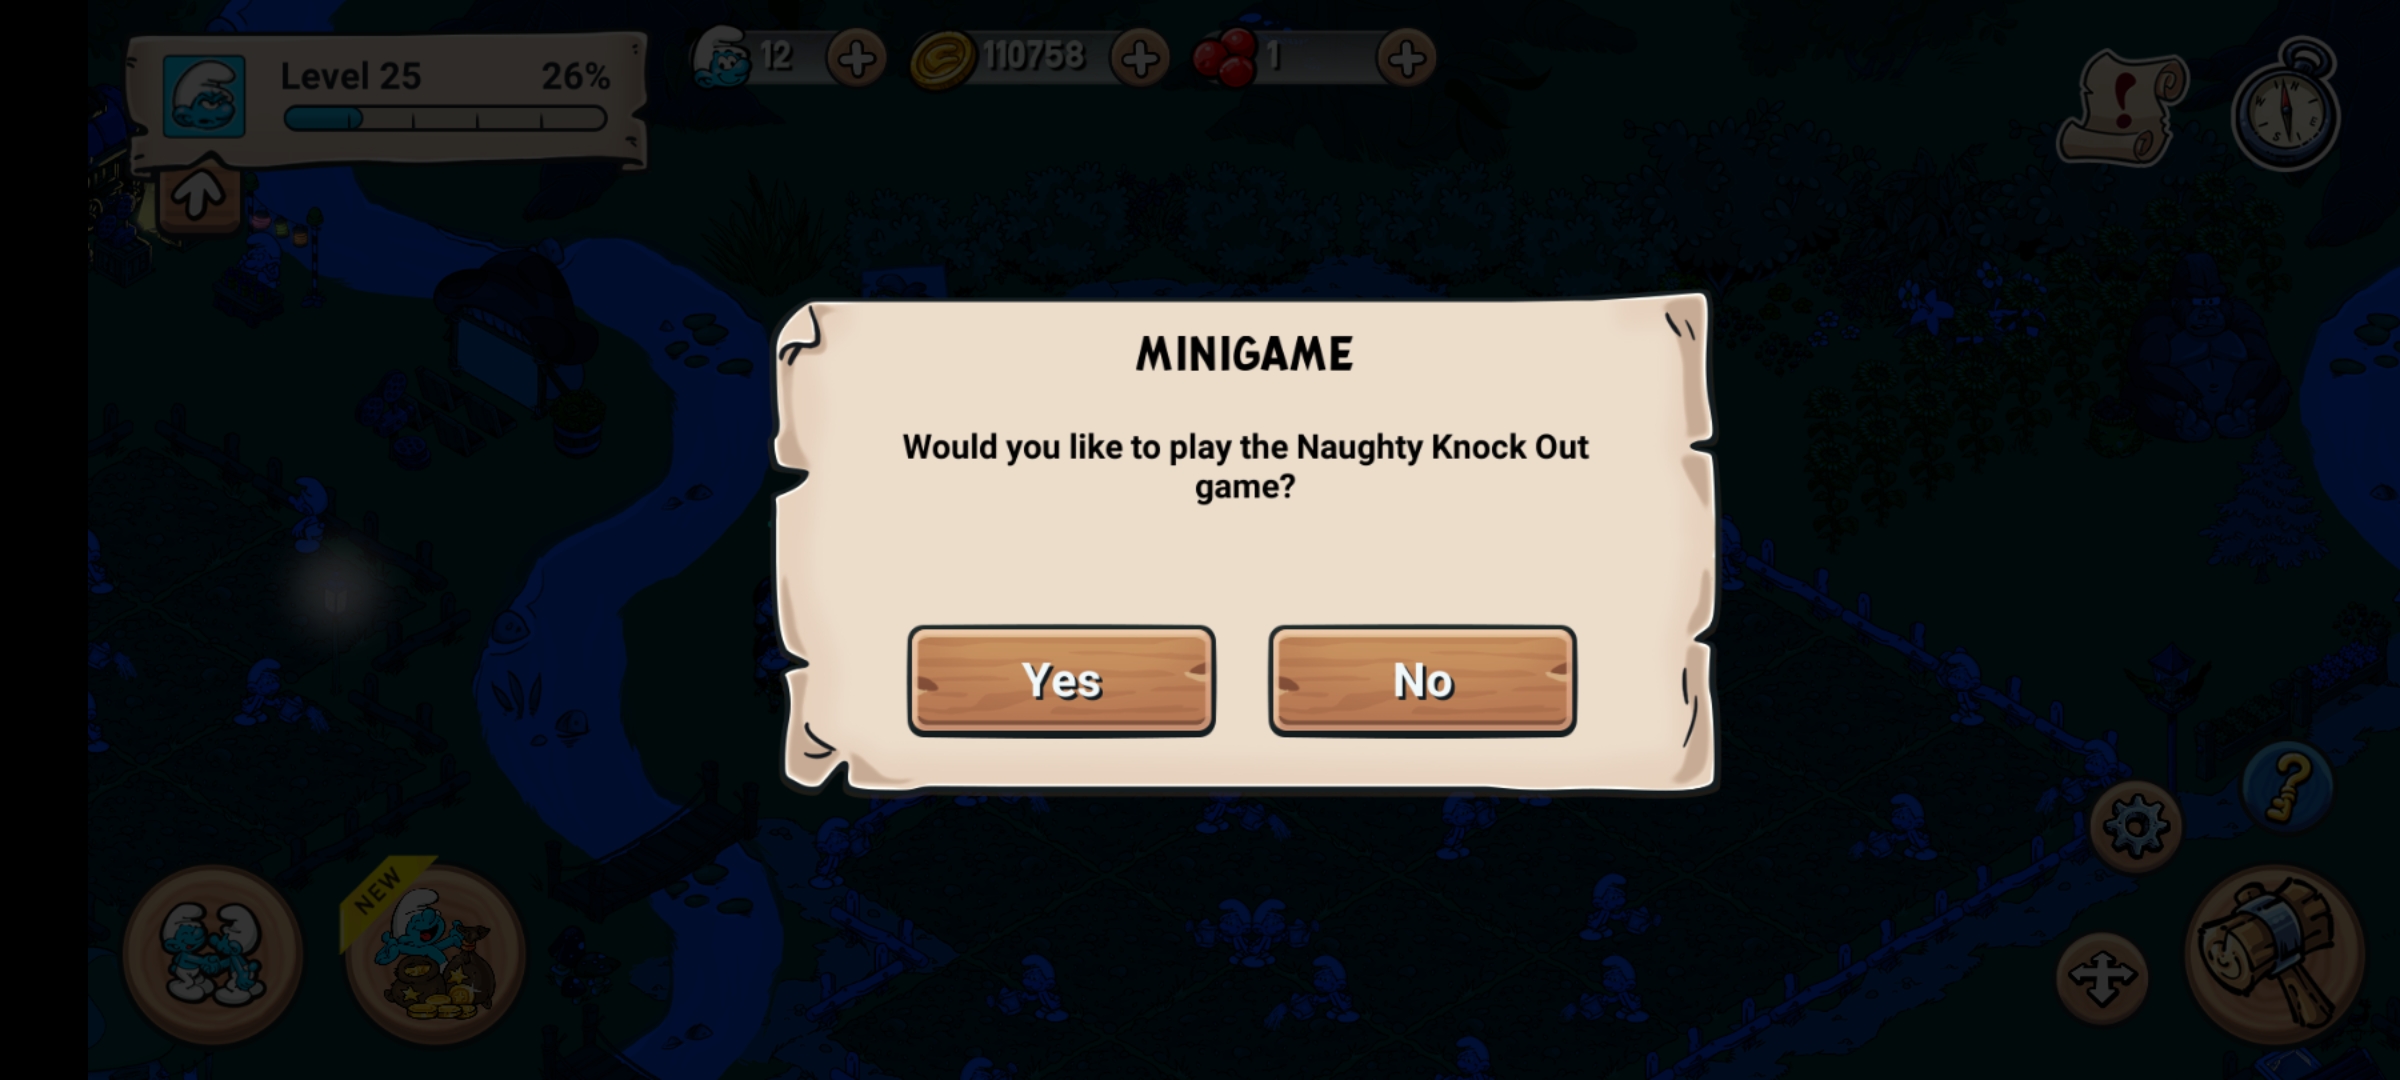 Level 25 26%
12
110758
1
MINIGAME
Would you like to play the Naughty Knock Out
game?
Yes No
NEW